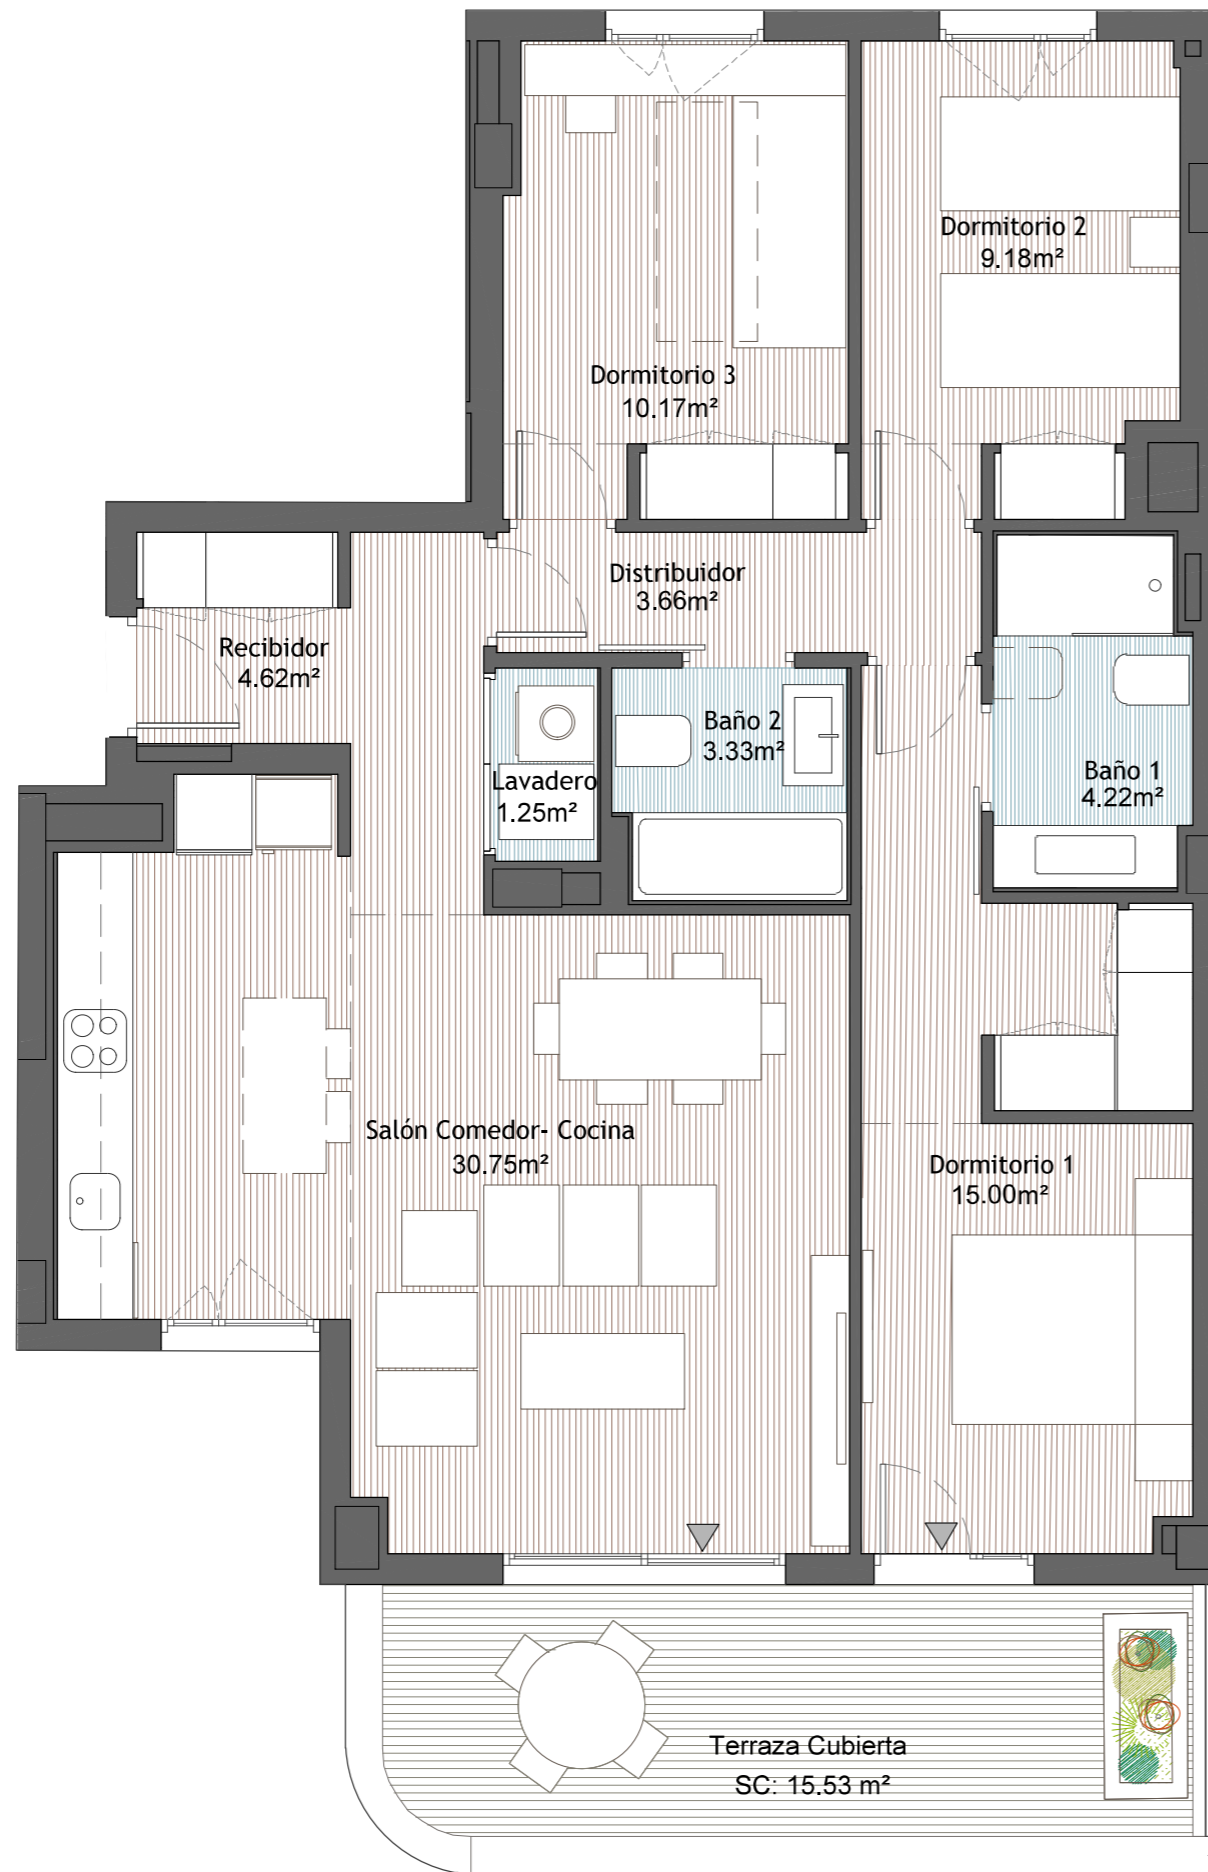 Dormitorio 2
9.18m²
Dormitorio 3
10.17m²
Distribuidor
3.66m²
Recibidor
4.62m²
Baño 2
3.33m²
Lavadero
1.25m²
Baño 1
4.22m²
Salón Comedor- Cocina
30.75m²
Dormitorio 1
15.00m²
Terraza Cubierta
SC: 15.53 m²